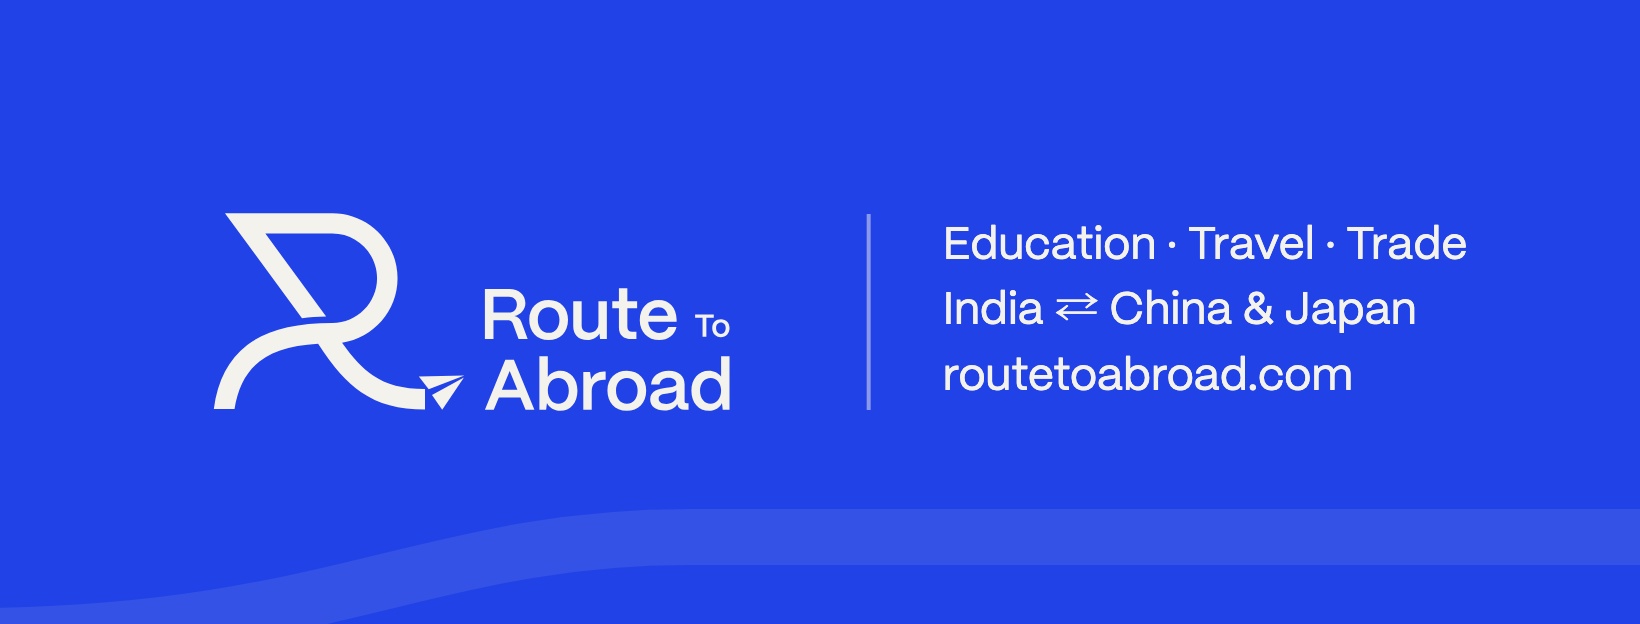 Route To
Abroad
Education · Travel · Trade
India ⇄ China & Japan
routetoabroad.com